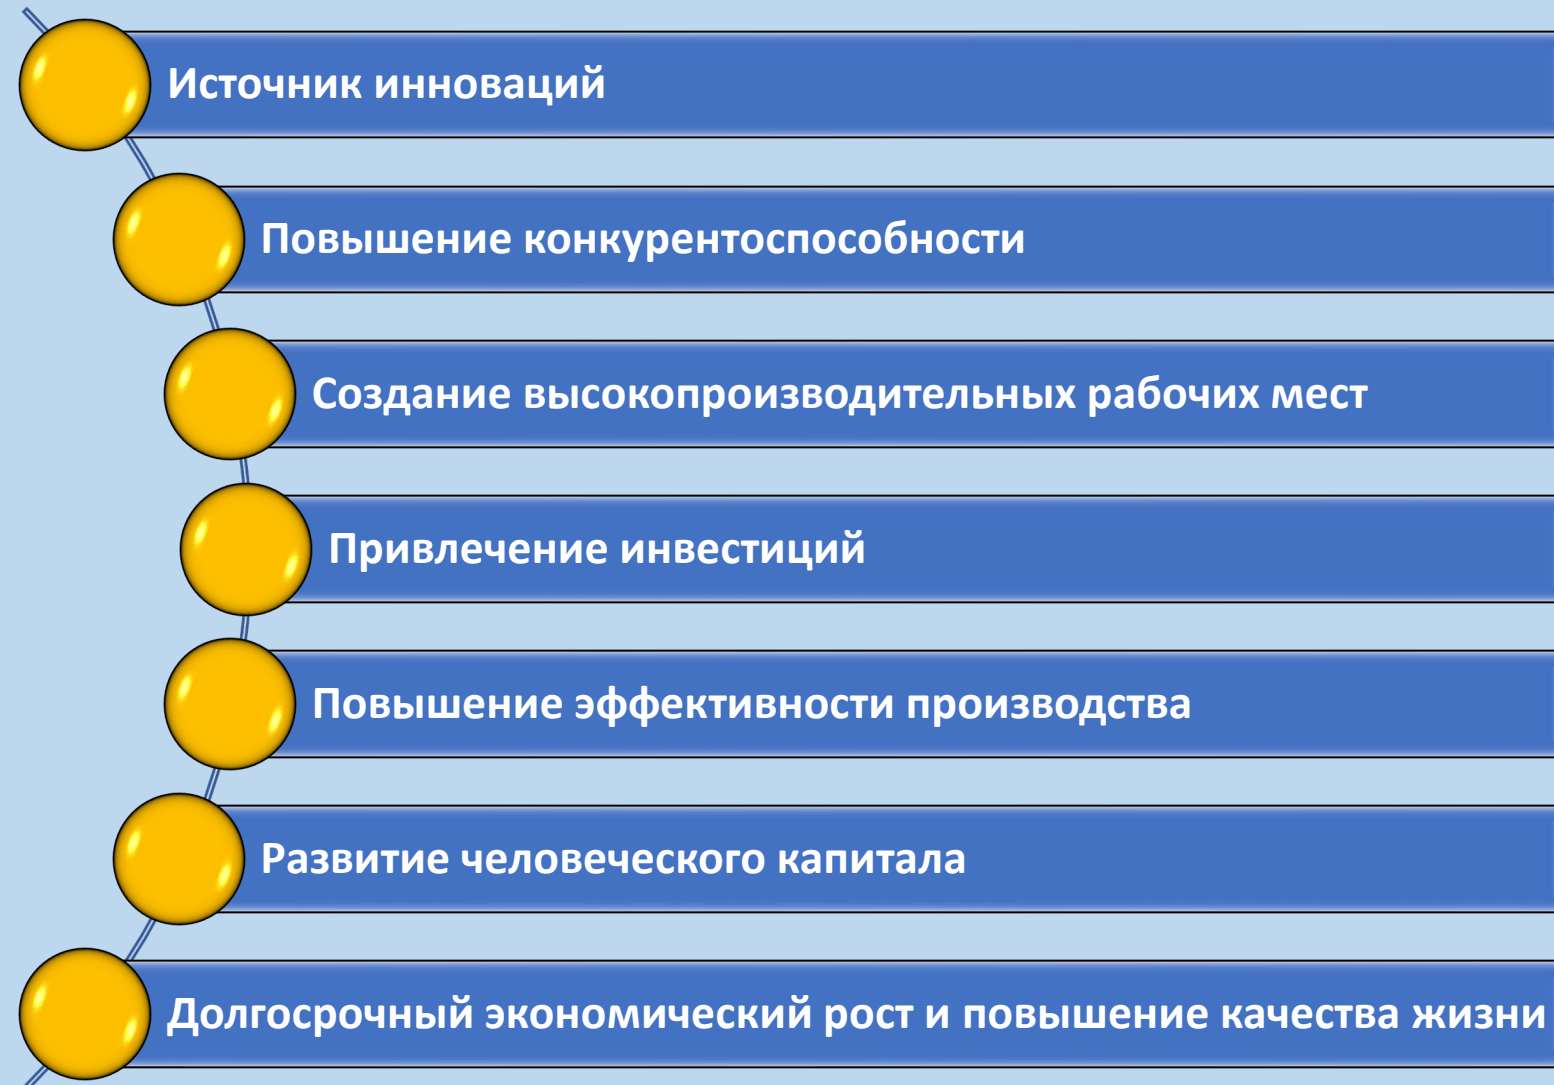 Источник инноваций
Повышение конкурентоспособности
Создание высокопроизводительных рабочих мест
Привлечение инвестиций
Повышение эффективности производства
Развитие человеческого капитала
Долгосрочный экономический рост и повышение качества жизни